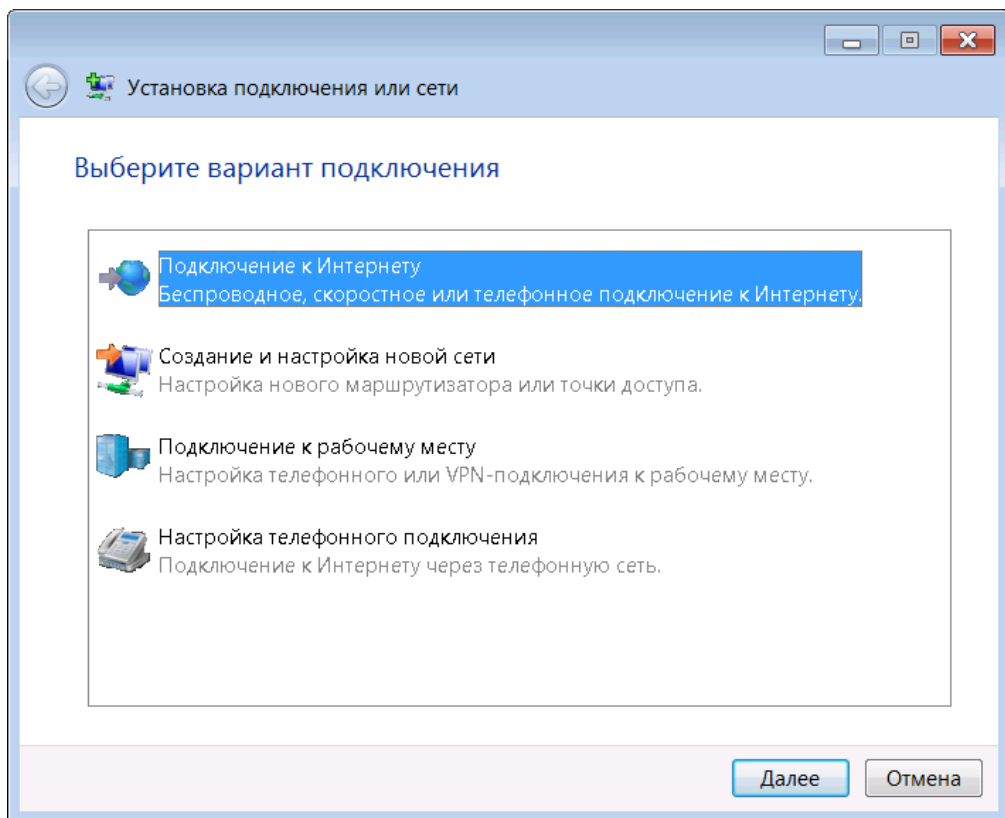 Установка подключения или сети
Выберите вариант подключения
Подключение к Интернету
Беспроводное, скоростное или телефонное подключение к Интернету.
Создание и настройка новой сети
Настройка нового маршрутизатора или точки доступа.
Подключение к рабочему месту
Настройка телефонного или VPN-подключения к рабочему месту.
Настройка телефонного подключения
Подключение к Интернету через телефонную сеть.
Далее Отмена